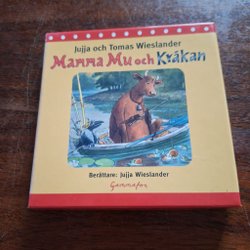 Jujja och Tomas Wieslander
Mamma Mu och Kråkan
Berättare: Jujja Wieslander
Gammafon